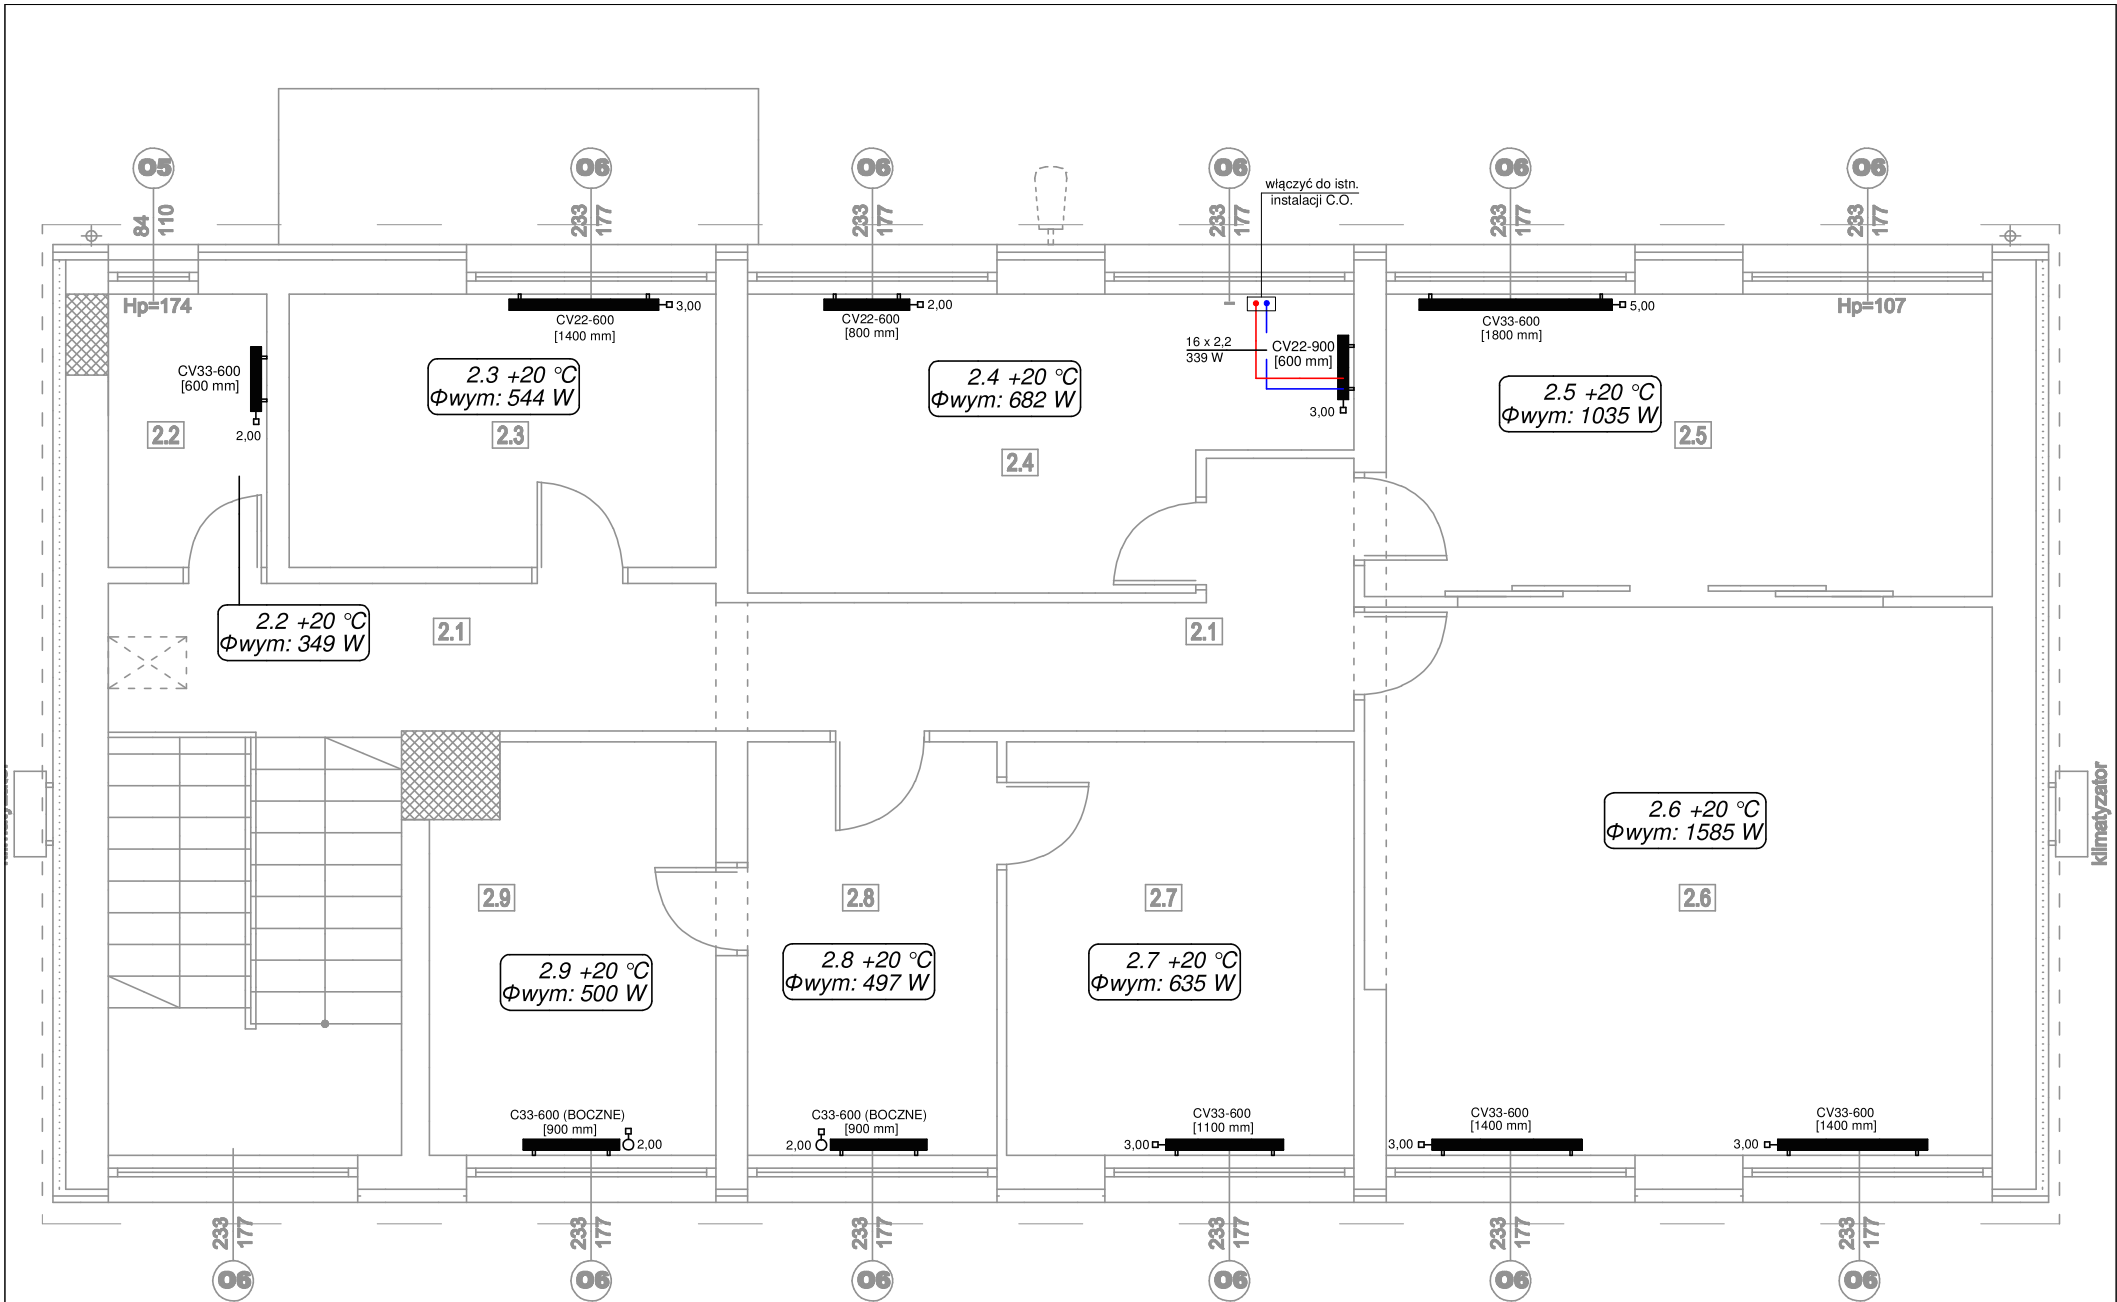 O5
O6
O6
O6
O6
O6
84
110
233
177
233
177
233
177
233
177
233
177
włączyć do istn.
instalacji C.O.
Hp=174
Hp=107
3,00
CV22-600
[1400 mm]
2,00
CV22-600
[800 mm]
5,00
CV33-600
[1800 mm]
CV33-600
[600 mm]
2,00
16 x 2,2
339 W
CV22-900
[600 mm]
3,00
2.3 +20 °C
Φwym: 544 W
2.4 +20 °C
Φwym: 682 W
2.5 +20 °C
Φwym: 1035 W
2.2
2.3
2.4
2.5
2.2 +20 °C
Φwym: 349 W
2.1
2.1
klimatyzator
2.6 +20 °C
Φwym: 1585 W
2.9
2.8
2.7
2.6
2.9 +20 °C
Φwym: 500 W
2.8 +20 °C
Φwym: 497 W
2.7 +20 °C
Φwym: 635 W
C33-600 (BOCZNE)
[900 mm]
2,00
C33-600 (BOCZNE)
[900 mm]
2,00
CV33-600
[1100 mm]
3,00
CV33-600
[1400 mm]
3,00
CV33-600
[1400 mm]
3,00
233
177
233
177
233
177
233
177
233
177
233
177
O6
O6
O6
O6
O6
O6